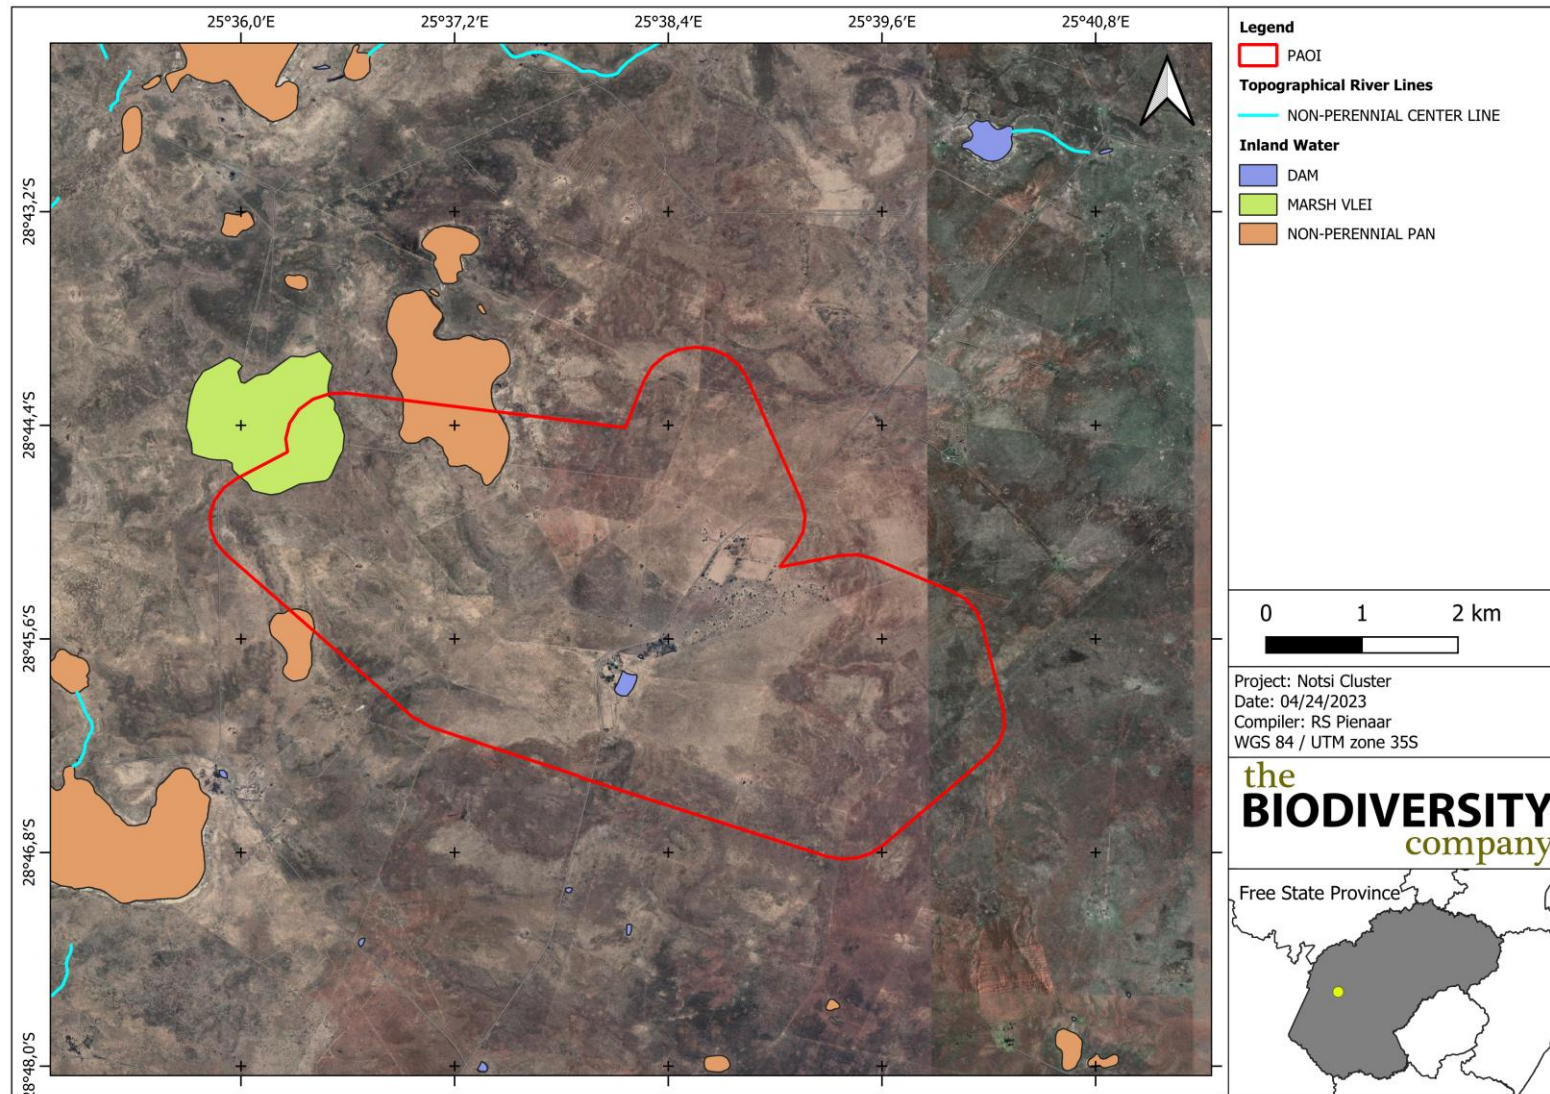 25°36,0'E
25°37,2'E
25°38,4'E
25°39,6'E
25°40,8'E
28°43,2'S
28°44,4'S
28°45,6'S
28°46,8'S
28°48,0'S
Legend
PAOI
Topographical River Lines
NON-PERENNIAL CENTER LINE
Inland Water
DAM
MARSH VLEI
NON-PERENNIAL PAN
0 1 2 km
Project: Notsi Cluster
Date: 04/24/2023
Compiler: RS Pienaar
WGS 84 / UTM zone 35S
the
BIODIVERSITY
company
Free State Province